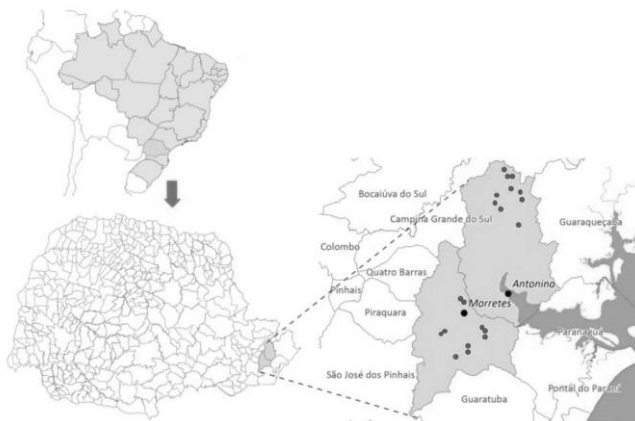 Bocaiúva do Sul
Campina Grande do Sul
Guaraqueçaba
Colombo
Quatro Barras
Antonina
Pinhais
Morretes
Piraquara
Paranaguá
São José dos Pinhais
Pontal do Paraná
Guaratuba